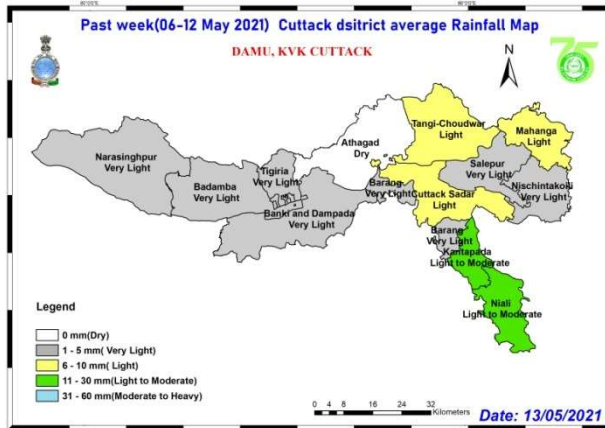 Past week(06-12 May 2021) Cuttack dsitrict average Rainfall Map
DAMU, KVK CUTTACK
N
75
Tangi-Choudwar
Light
Mahanga
Light
Athagad
Dry
Narasinghpur
Very Light
Tigiria
Very Light
Salepur
Very Light
Badamba
Very Light
Barang
Very Light
Cuttack Sadar
Light
Nischintakoili
Very Light
Banki and Dampada
Very Light
Barang
Very Light
Kantapada
Light to Moderate
Niali
Light to Moderate
Legend
0 mm(Dry)
1 - 5 mm( Very Light)
6 - 10 mm( Light)
11 - 30 mm(Light to Moderate)
31 - 60 mm(Moderate to Heavy)
0 4 8 16 24 32
Kilometers
Date: 13/05/2021